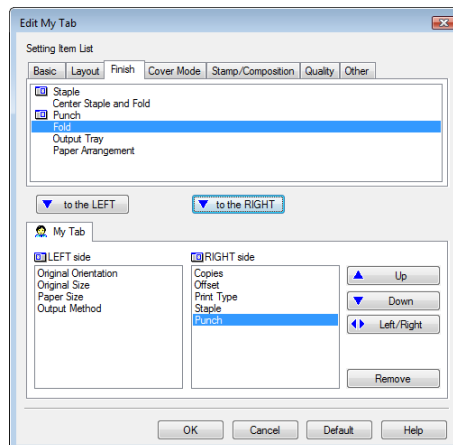 Edit My Tab
Setting Item List
Basic Layout Finish Cover Mode Stamp/Composition Quality Other
Staple
Center Staple and Fold
Punch
Fold
Output Tray
Paper Arrangement
to the LEFT to the RIGHT
My Tab
LEFT side RIGHT side
Original Orientation Copies Up
Original Size Offset
Paper Size Print Type Down
Output Method Staple
Punch Left/Right
Remove
OK Cancel Default Help